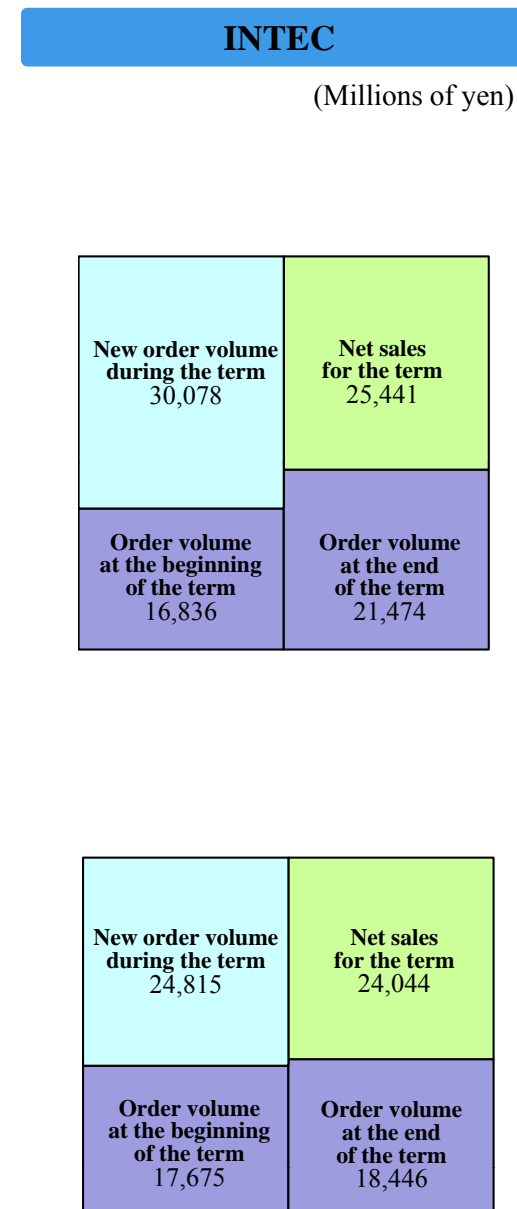 INTEC
(Millions of yen)
New order volume
during the term
30,078
Net sales
for the term
25,441
Order volume
at the beginning
of the term
16,836
Order volume
at the end
of the term
21,474
New order volume
during the term
24,815
Net sales
for the term
24,044
Order volume
at the beginning
of the term
17,675
Order volume
at the end
of the term
18,446